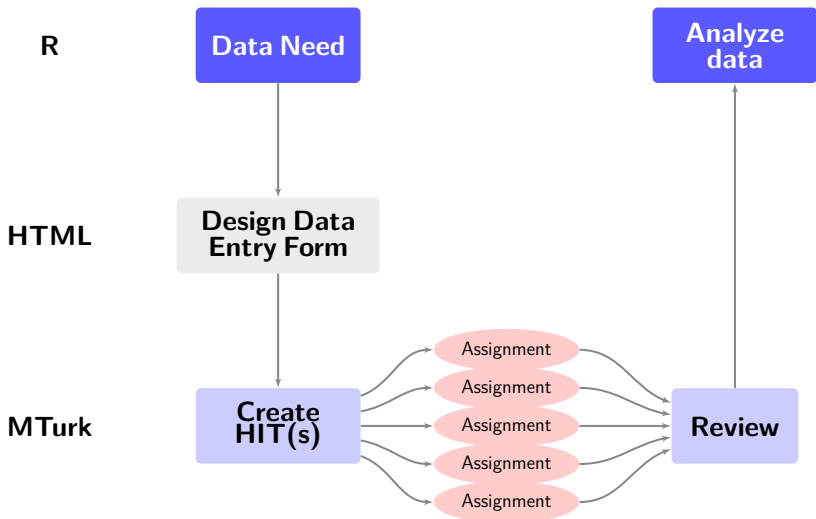 R
Data Need
Analyze
data
HTML
Design Data
Entry Form
MTurk
Create
HIT(s)
Assignment
Assignment
Assignment
Assignment
Assignment
Review